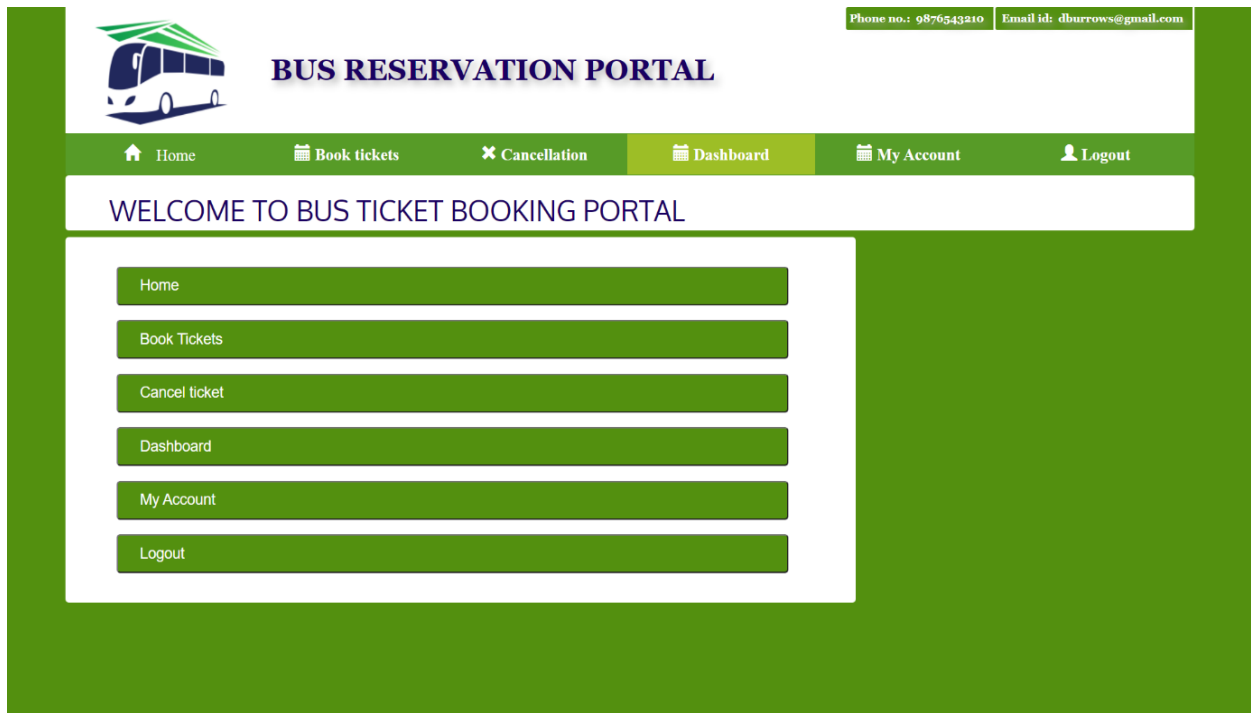 Phone no.: 9876543210 Email id: dburrows@gmail.com
BUS RESERVATION PORTAL
Home Book tickets Cancellation Dashboard My Account Logout
WELCOME TO BUS TICKET BOOKING PORTAL
Home
Book Tickets
Cancel ticket
Dashboard
My Account
Logout